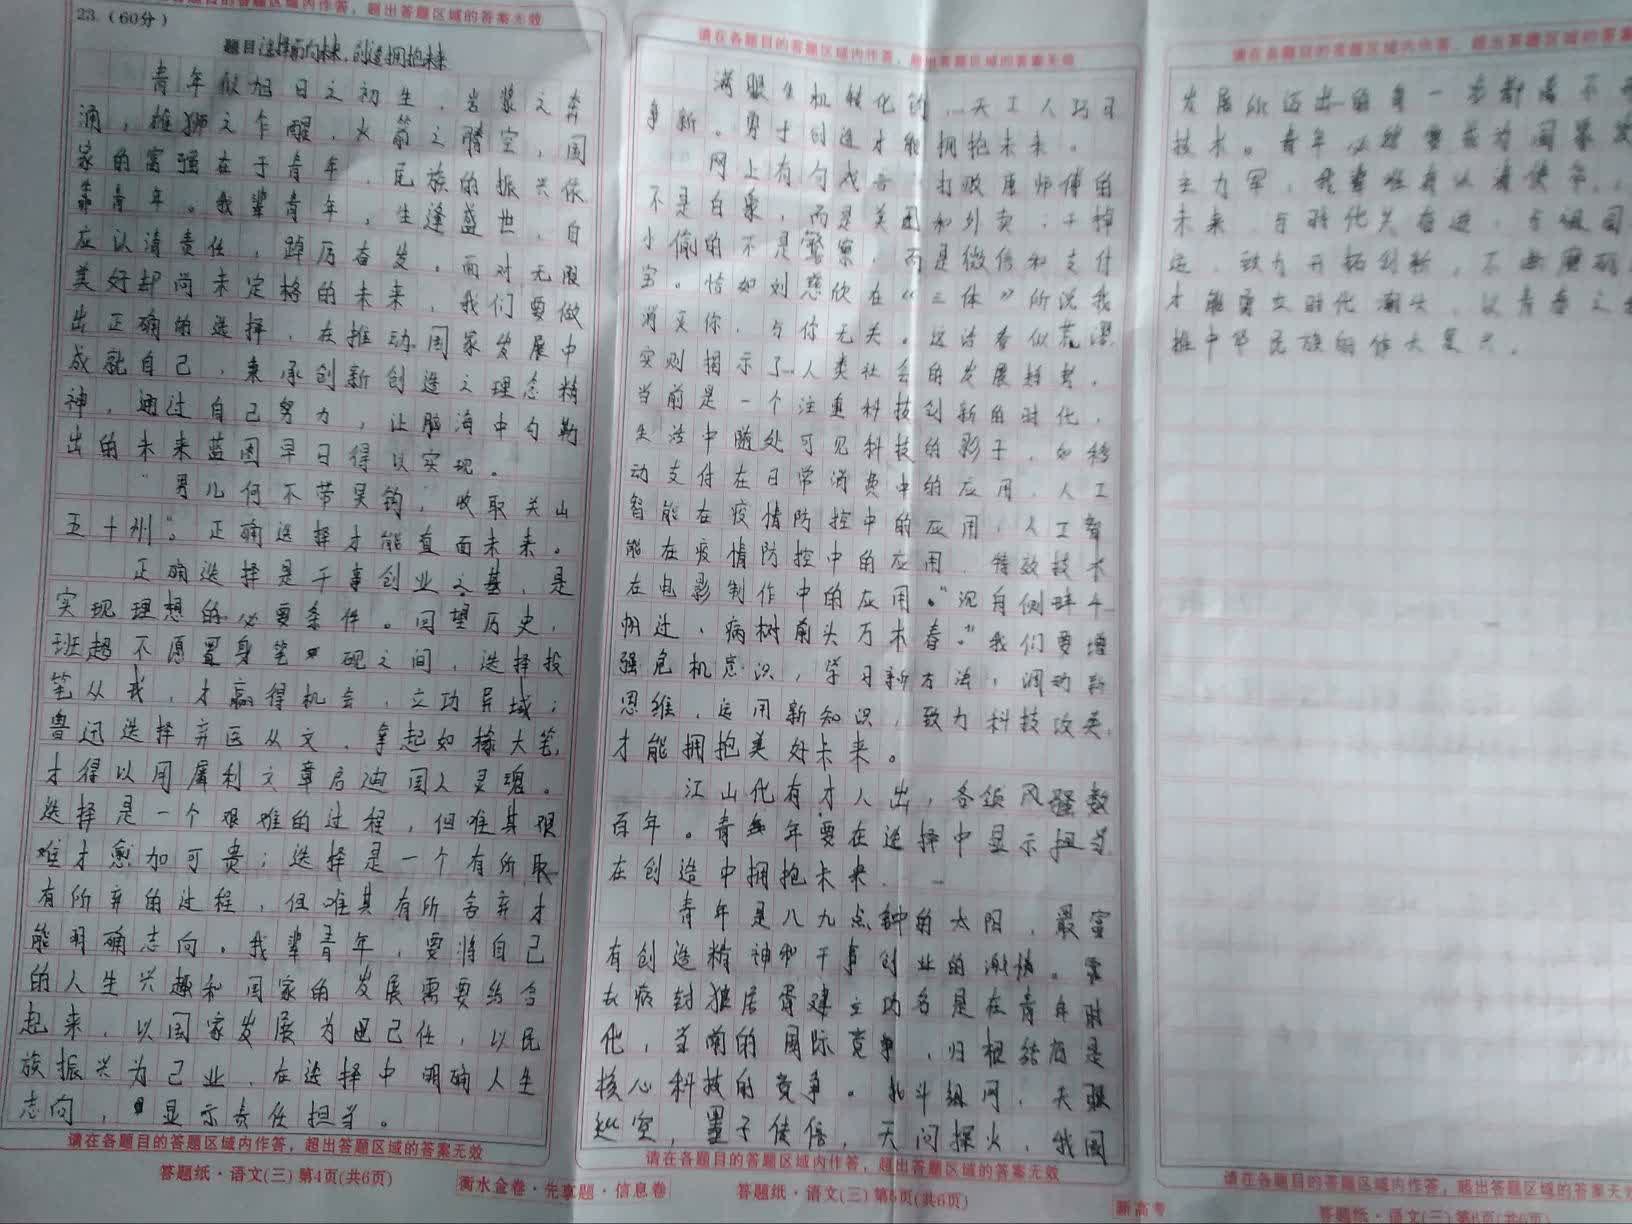 答题区域内作答，超出答题区域的答案无效
23.（60分）
题目 选择面向未来，创造拥抱未来
青年似旭日之初生，岩浆之奔
涌，雄狮之乍醒，火箭之腾空，国
家的富强在于青年，民族的振兴依
靠青年。我辈青年，生逢盛世，自
应认清责任，踔厉奋发。面对无限
美好却尚未定格的未来，我们要做
出正确的选择，在推动国家发展中
成就自己，秉承创新创造之理念精
神，通过自己努力，让脑海中勾勒
出的未来蓝图早日得以实现。
“男儿何不带吴钩，收取关山
五十州”。正确选择才能直面未来。
正确选择是干事创业之基，是
实现理想的必要条件。回望历史，
班超不愿置身笔砚之间，选择投
笔从戎，才赢得机会，立功异域；
鲁迅选择弃医从文，拿起如椽大笔，
才得以用犀利文章启迪国人灵魂。
选择是一个艰难的过程，但唯其艰
难才愈加可贵；选择是一个有所取
有所弃的过程，但唯其有所舍弃才
能明确志向。我辈青年，要将自己
的人生兴趣和国家的发展需要结合
起来，以国家发展为己任，以民
族振兴为己业，在选择中明确人生
志向，显示责任担当。
请在各题目的答题区域内作答，超出答题区域的答案无效
答题纸·语文(三) 第4页(共6页)
衡水金卷·先享题·信息卷
请在各题目的答题区域内作答，超出答题区域的答案无效
满眼生机转化钧，天工人巧日
争新。勇于创造才能拥抱未来。
网上有句戏言：打败康师傅的
不是白象，而是美团和外卖；干掉
小偷的不是警察，而是微信和支付
宝。恰如刘慈欣在《三体》所说我
消灭你，与你无关。这话看似荒谬
实则揭示了人类社会的发展趋势。
当前是一个注重科技创新的时代，
生活中随处可见科技的影子，如移
动支付在日常消费中的应用，人工
智能在疫情防控中的应用，人工智
能在疫情防控中的应用，特效技术
在电影制作中的应用。“沉舟侧畔千
帆过，病树前头万木春。”我们要增
强危机意识，学习新方法，调动新
思维，运用新知识，致力科技攻关，
才能拥抱美好未来。
江山代有才人出，各领风骚数
百年。青年要在选择中显示担当
在创造中拥抱未来。
青年是八九点钟的太阳，最富
有创造精神和干事创业的激情。霍
去病封狼居胥建立功名是在青年时
代，当前的国际竞争，归根结底是
核心科技的竞争。北斗组网，天眼
巡空，墨子传信，天问探火，我国
请在各题目的答题区域内作答，超出答题区域的答案无效
答题纸·语文(三) 第5页(共6页)
新高考
请在各题目的答题区域内作答，超出答题区域的答案
发展所迈出的每一步都离不开
技术。青年必须要成为国家发
主力军，我辈唯有认清使命，
未来，与时代共奋进，与祖国
运，致力开拓创新，不断磨砺
才能勇立时代潮头，以青春之
推中华民族的伟大复兴。
请在各题目的答题区域内作答，超出答题区域的答案无效
答题纸·语文(三) 第6页(共6页)